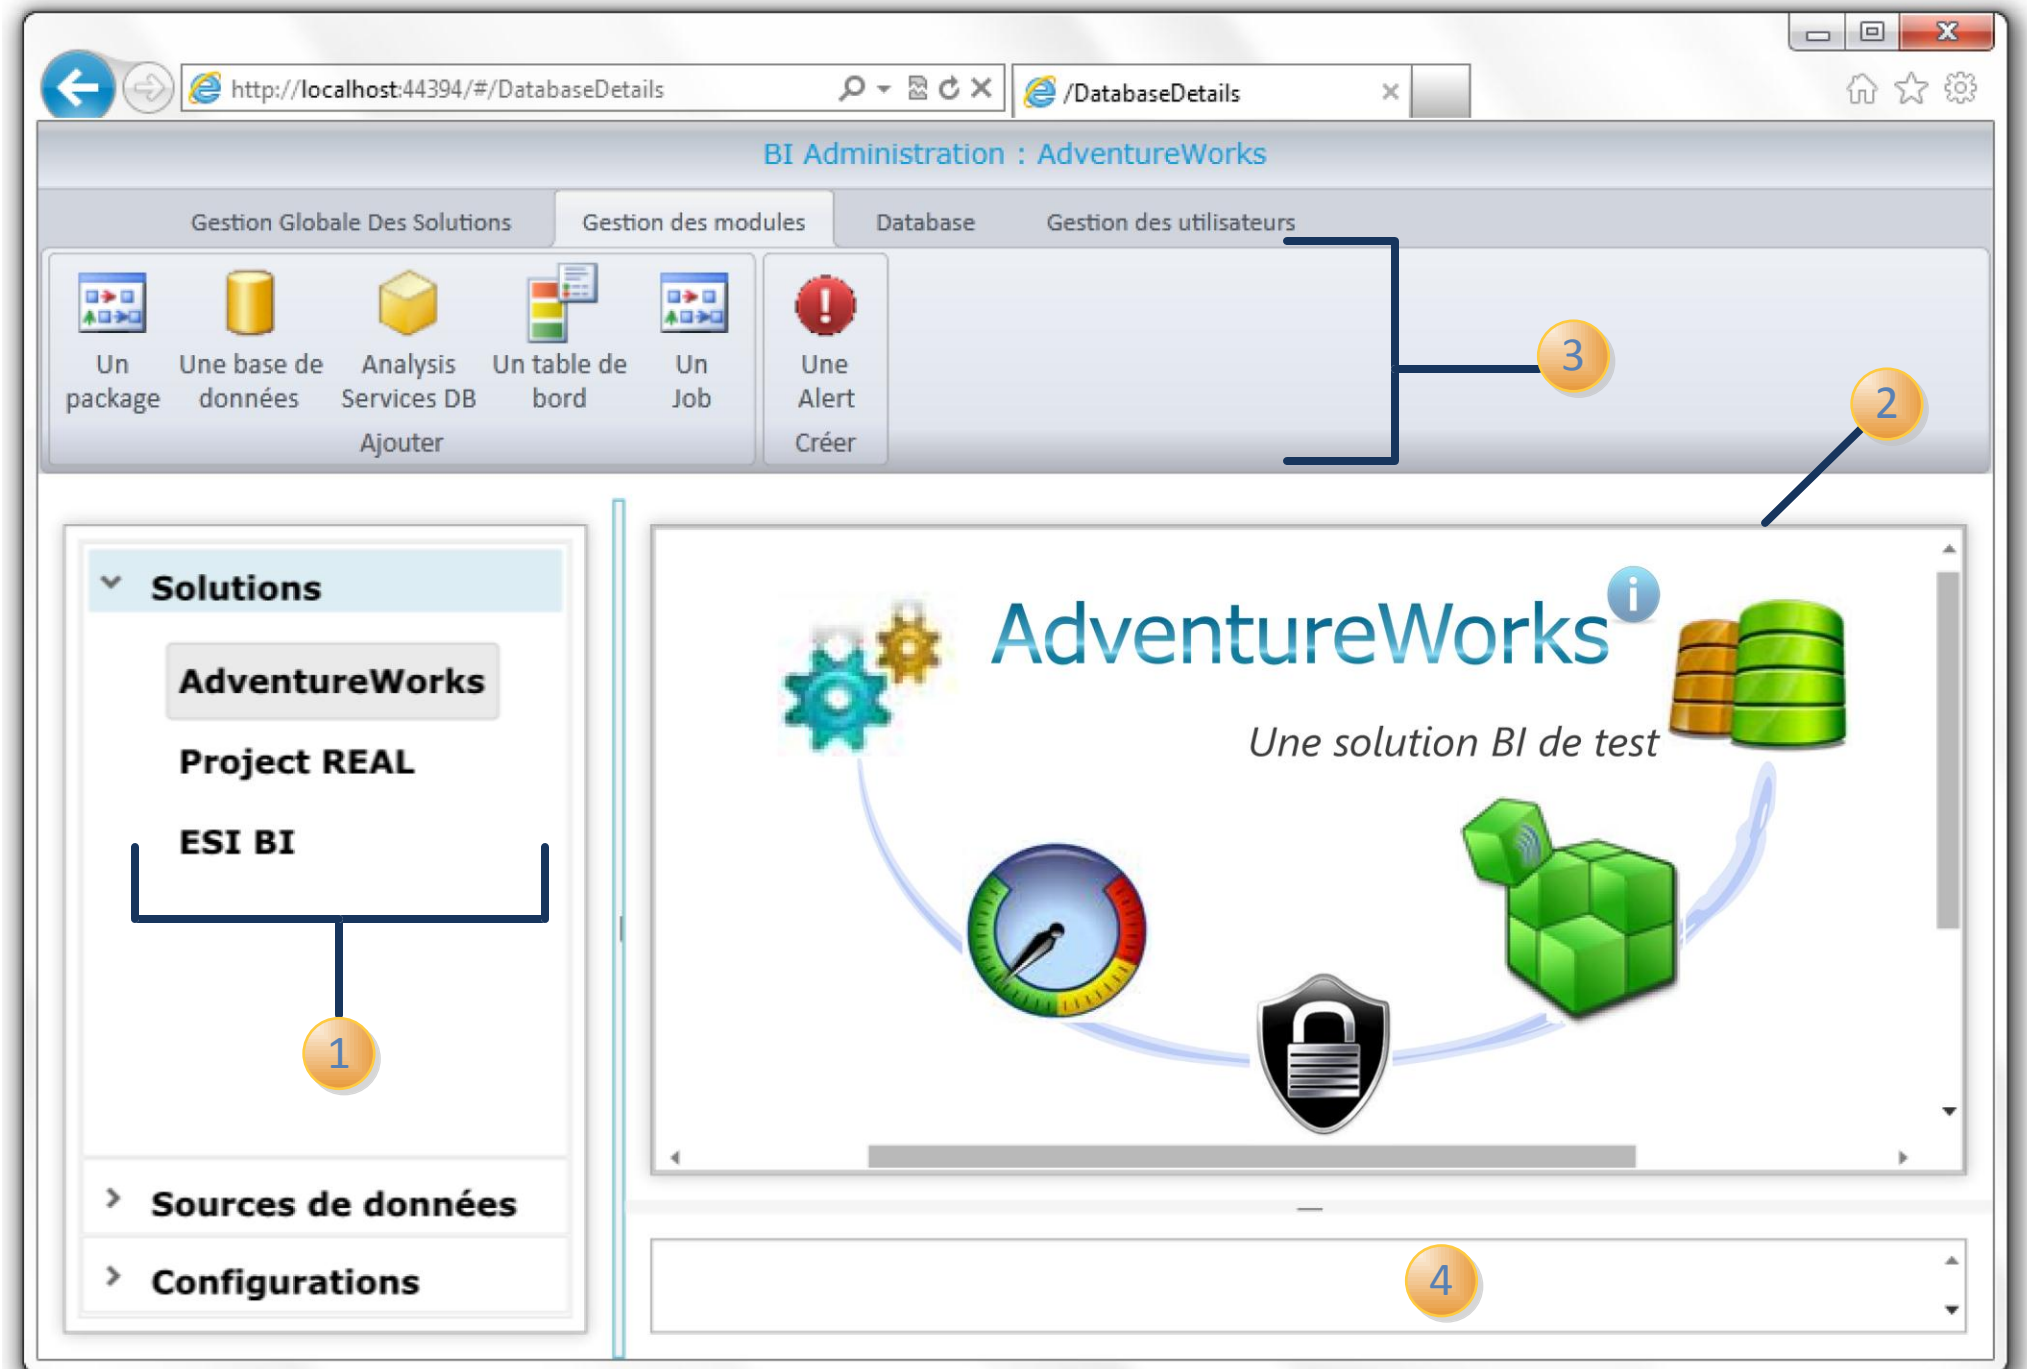 http://localhost:44394/#/DatabaseDetails
/DatabaseDetails
BI Administration : AdventureWorks
Gestion Globale Des Solutions
Gestion des modules
Database
Gestion des utilisateurs
Un package
Une base de données
Analysis Services DB
Un table de bord
Un Job
Une Alert
Ajouter
Créer
3
2
Solutions
AdventureWorks
Project REAL
ESI BI
1
Sources de données
Configurations
AdventureWorks
i
Une solution BI de test
4